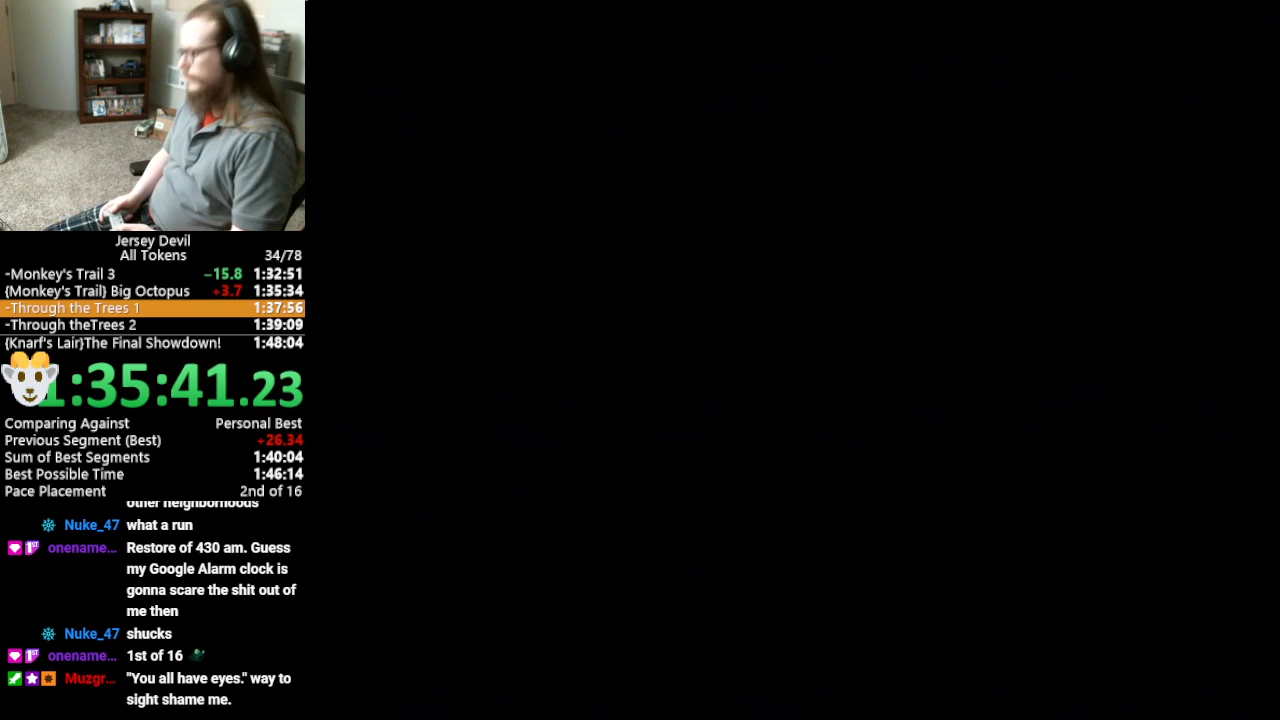 Jersey Devil
All Tokens 34/78
-Monkey's Trail 3 −15.8 1:32:51
{Monkey's Trail} Big Octopus +3.7 1:35:34
-Through the Trees 1 1:37:56
-Through theTrees 2 1:39:09
{Knarf's Lair}The Final Showdown! 1:48:04
1:35:41.23
Comparing Against Personal Best
Previous Segment (Best) +26.34
Sum of Best Segments 1:40:04
Best Possible Time 1:46:14
Pace Placement 2nd of 16
other neighborhoods
Nuke_47 what a run
onename... Restore of 430 am. Guess
my Google Alarm clock is
gonna scare the shit out of
me then
Nuke_47 shucks
onename... 1st of 16
Muzgr... "You all have eyes." way to
sight shame me.